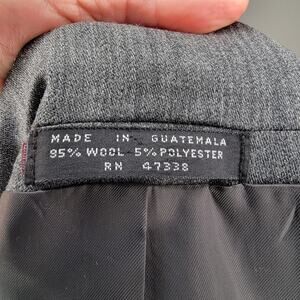 MADE IN GUATEMALA
95% WOOL 5% POLYESTER
RN 47338